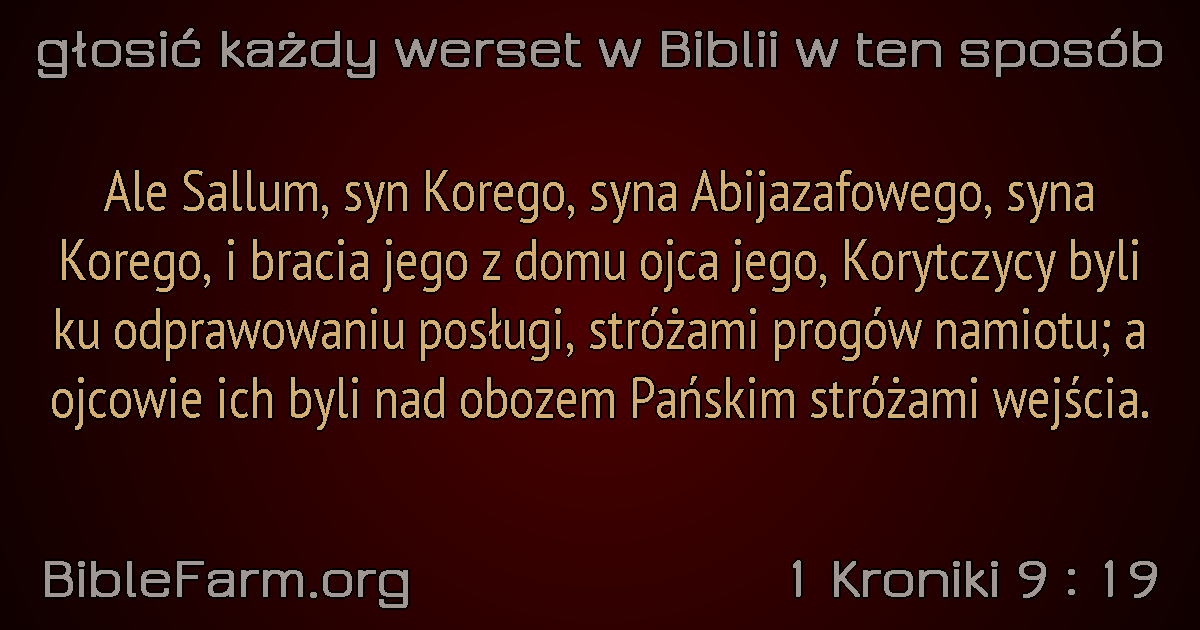 głosić każdy werset w Biblii w ten sposób
Ale Sallum, syn Korego, syna Abijazafowego, syna
Korego, i bracia jego z domu ojca jego, Korytczycy byli
ku odprawowaniu posługi, stróżami progów namiotu; a
ojcowie ich byli nad obozem Pańskim stróżami wejścia.
BibleFarm.org
1 Kroniki 9 : 19